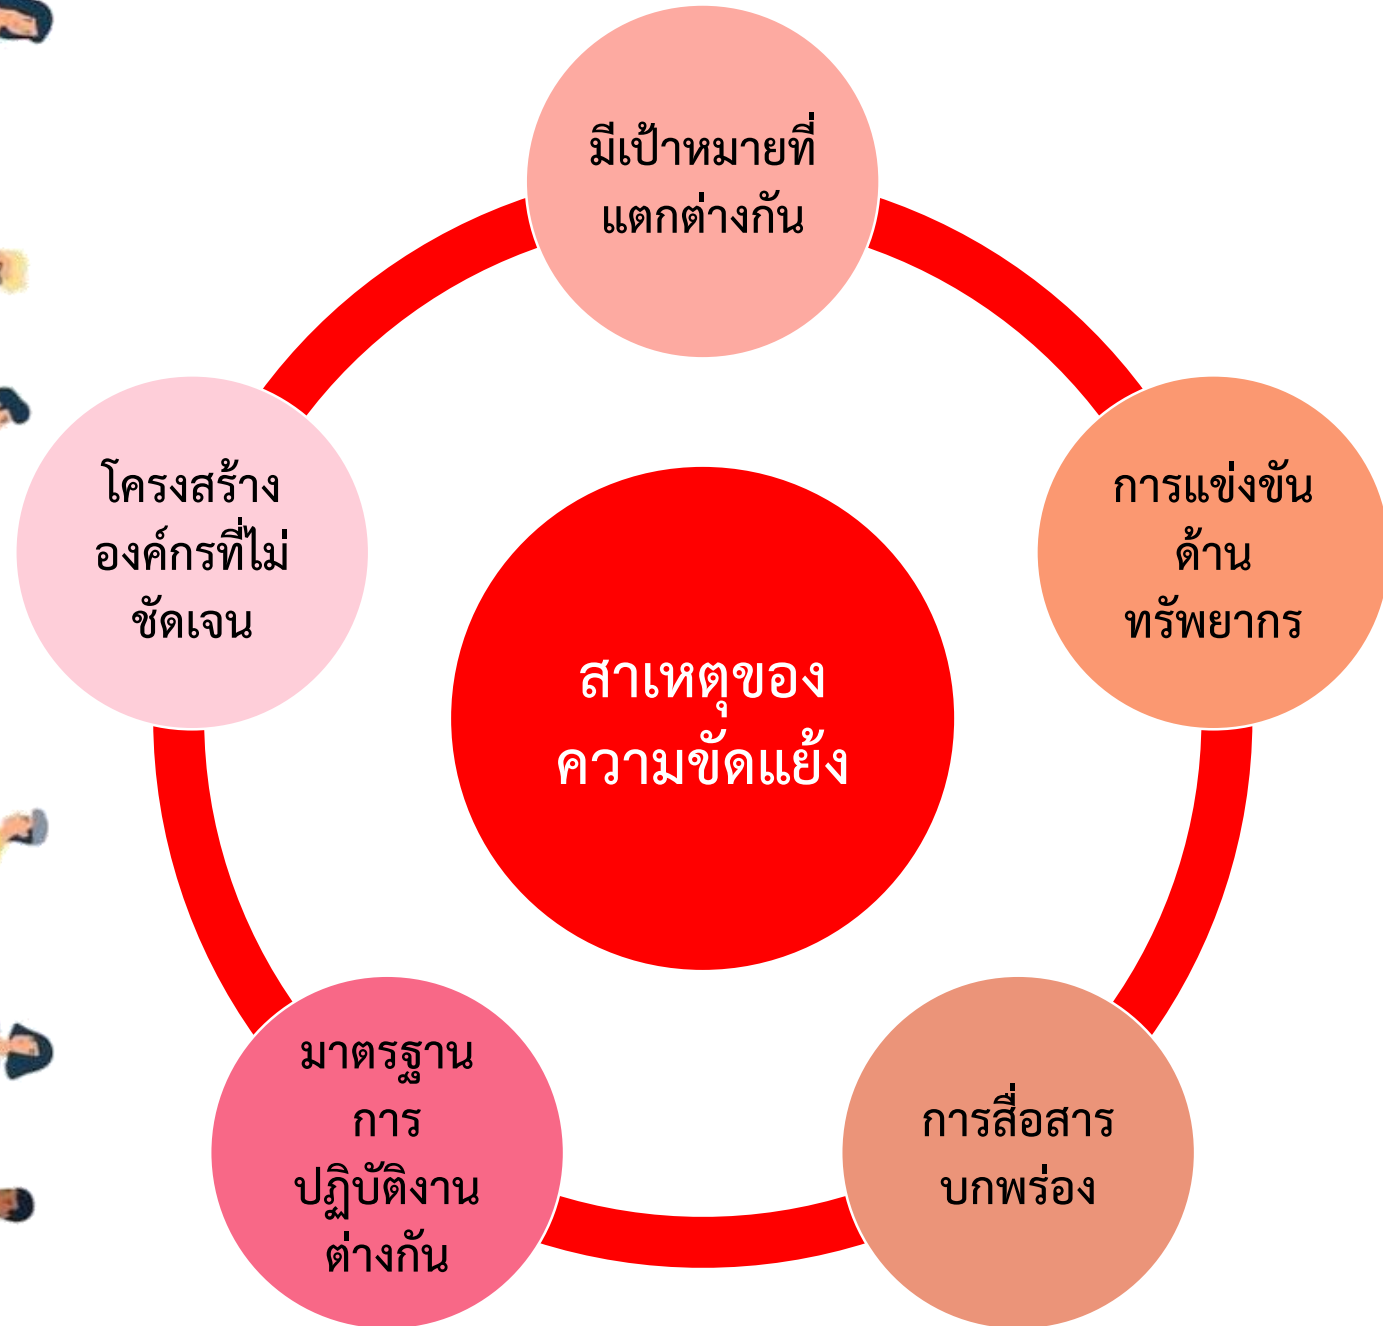 มีเป้าหมายที่
แตกต่างกัน
การแข่งขัน
ด้าน
ทรัพยากร
การสื่อสาร
บกพร่อง
มาตรฐาน
การ
ปฏิบัติงาน
ต่างกัน
โครงสร้าง
องค์กรที่ไม่
ชัดเจน
สาเหตุของ
ความขัดแย้ง